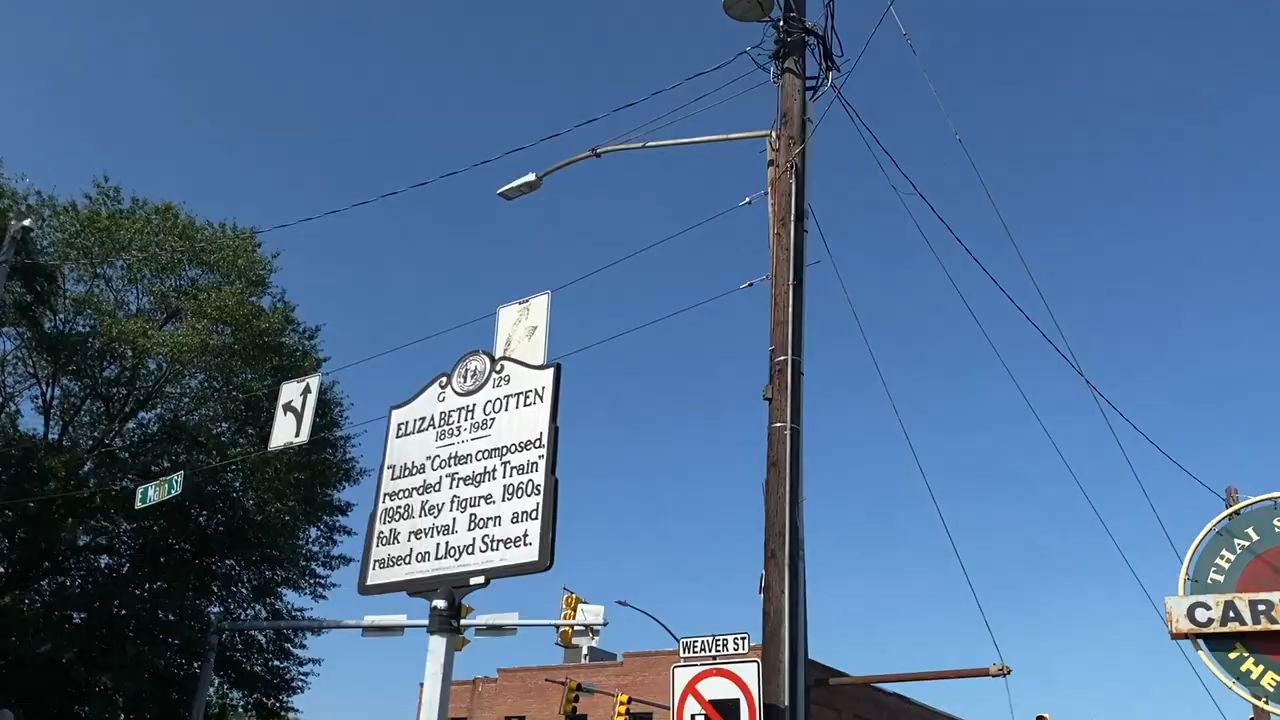 G 129
ELIZABETH COTTEN
1893-1987
"Libba" Cotten composed,
recorded "Freight Train"
(1958). Key figure, 1960s
folk revival. Born and
raised on Lloyd Street.
E Main St
WEAVER ST
THAI
CAR
THE